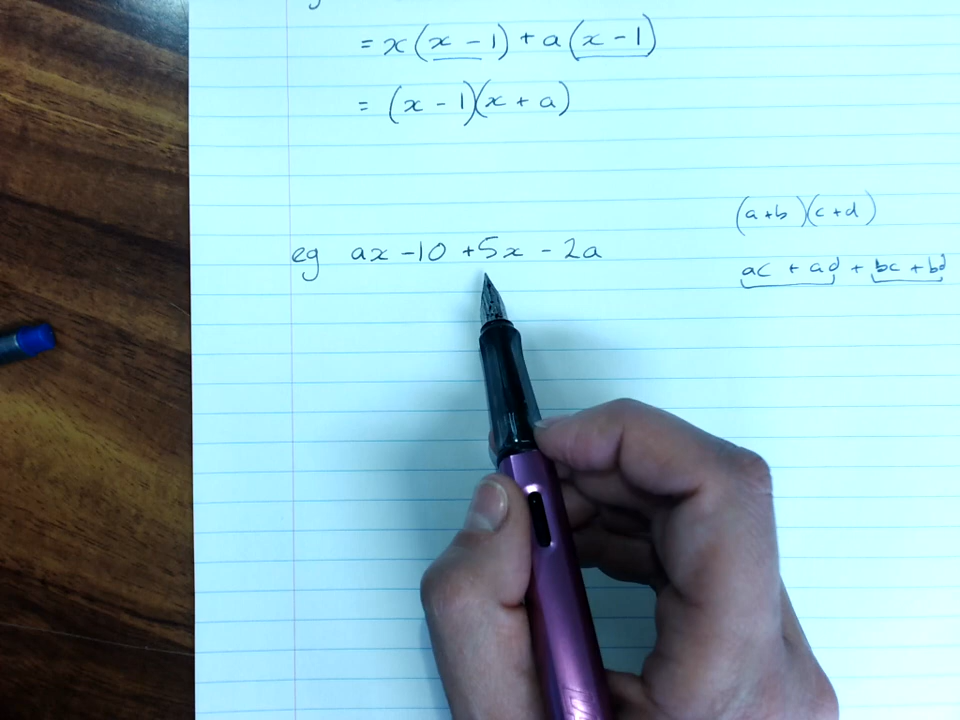 = x(x - 1) + a(x - 1)
= (x - 1)(x + a)
(a + b)(c + d)
eg ax - 10 + 5x - 2a
ac + ad + bc + bd